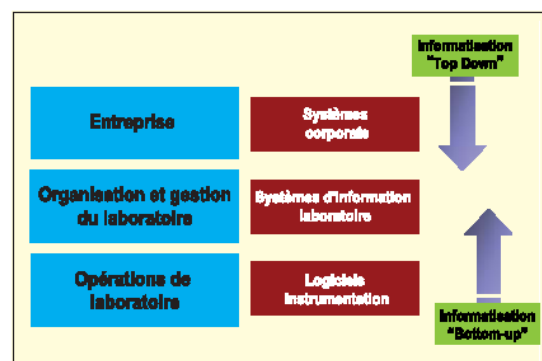 Informatisation
"Top Down"
Entreprise
Systèmes
corporate
Organisation et gestion
du laboratoire
Systèmes d'information
laboratoire
Opérations de
laboratoire
Logiciels
instrumentation
Informatisation
"Bottom-up"